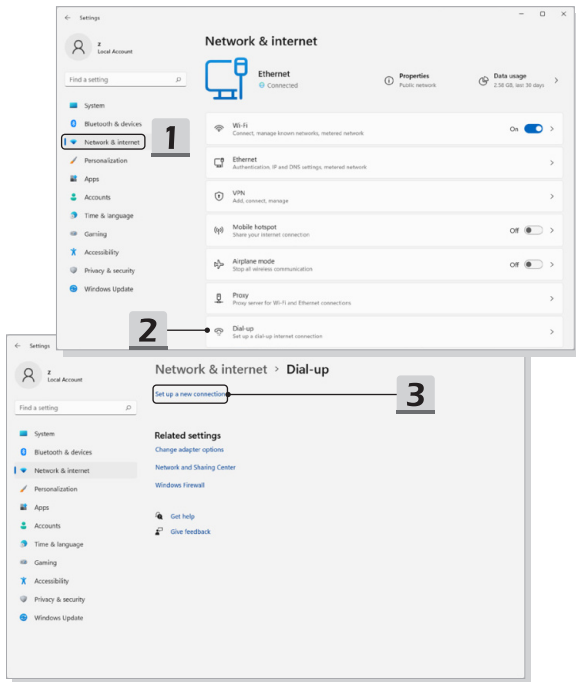 Settings
z
Local Account
Find a setting
System
Bluetooth & devices
Network & internet
Personalization
Apps
Accounts
Time & language
Gaming
Accessibility
Privacy & security
Windows Update
1
Network & internet
Ethernet
Connected
Properties
Public network
Data usage
2.58 GB, last 30 days
Wi-Fi
Connect, manage known networks, metered network
On
Ethernet
Authentication, IP and DNS settings, metered network
VPN
Add, connect, manage
Mobile hotspot
Share your internet connection
Off
Airplane mode
Stop all wireless communication
Off
Proxy
Proxy server for Wi-Fi and Ethernet connections
2
Dial-up
Set up a dial-up internet connection
Settings
z
Local Account
Find a setting
System
Bluetooth & devices
Network & internet
Personalization
Apps
Accounts
Time & language
Gaming
Accessibility
Privacy & security
Windows Update
Network & internet > Dial-up
Set up a new connection
3
Related settings
Change adapter options
Network and Sharing Center
Windows Firewall
Get help
Give feedback